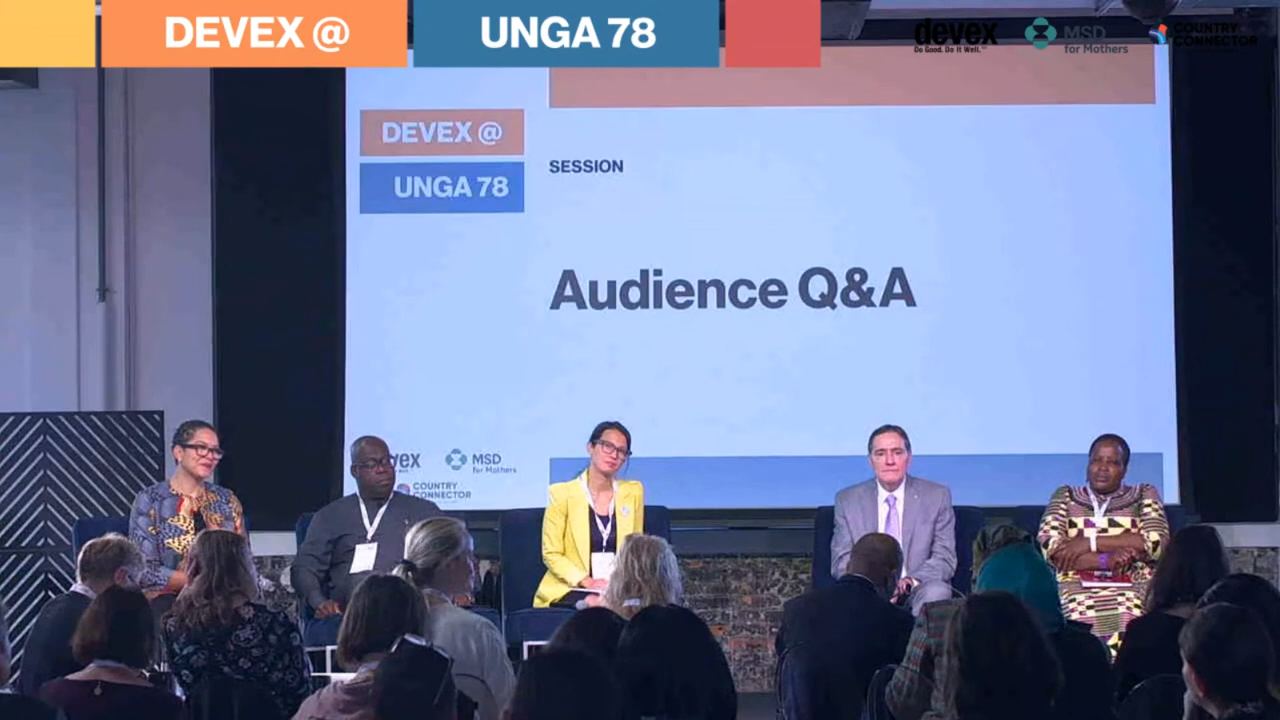 DEVEX @
UNGA 78
devex
Do Good. Do It Well.™
MSD
for Mothers
COUNTRY
CONNECTOR
DEVEX @
UNGA 78
SESSION
Audience Q&A
MSD
for Mothers
COUNTRY
CONNECTOR